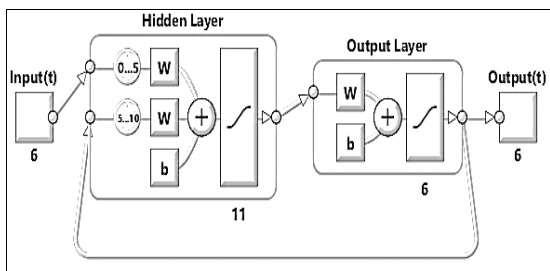 Hidden Layer
Output Layer
Input(t)
0...5
W
W
Output(t)
5...10
W
+
+
b
b
6
6
6
11